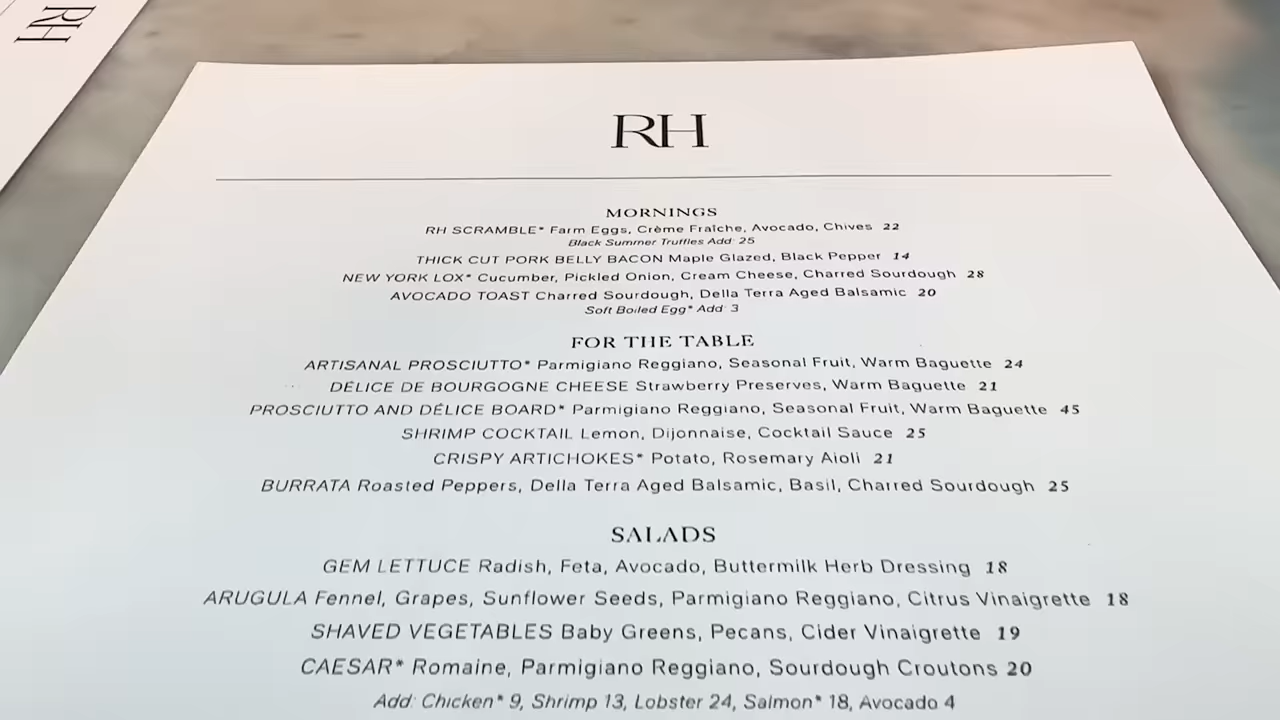 RH
RH
MORNINGS
RH SCRAMBLE* Farm Eggs, Crème Fraîche, Avocado, Chives 22
Black Summer Truffles Add 25
THICK CUT PORK BELLY BACON Maple Glazed, Black Pepper 14
NEW YORK LOX* Cucumber, Pickled Onion, Cream Cheese, Charred Sourdough 28
AVOCADO TOAST Charred Sourdough, Della Terra Aged Balsamic 20
Soft Boiled Egg* Add 3
FOR THE TABLE
ARTISANAL PROSCIUTTO* Parmigiano Reggiano, Seasonal Fruit, Warm Baguette 24
DÉLICE DE BOURGOGNE CHEESE Strawberry Preserves, Warm Baguette 21
PROSCIUTTO AND DÉLICE BOARD* Parmigiano Reggiano, Seasonal Fruit, Warm Baguette 45
SHRIMP COCKTAIL Lemon, Dijonnaise, Cocktail Sauce 25
CRISPY ARTICHOKES* Potato, Rosemary Aioli 21
BURRATA Roasted Peppers, Della Terra Aged Balsamic, Basil, Charred Sourdough 25
SALADS
GEM LETTUCE Radish, Feta, Avocado, Buttermilk Herb Dressing 18
ARUGULA Fennel, Grapes, Sunflower Seeds, Parmigiano Reggiano, Citrus Vinaigrette 18
SHAVED VEGETABLES Baby Greens, Pecans, Cider Vinaigrette 19
CAESAR* Romaine, Parmigiano Reggiano, Sourdough Croutons 20
Add: Chicken* 9, Shrimp 13, Lobster 24, Salmon* 18, Avocado 4